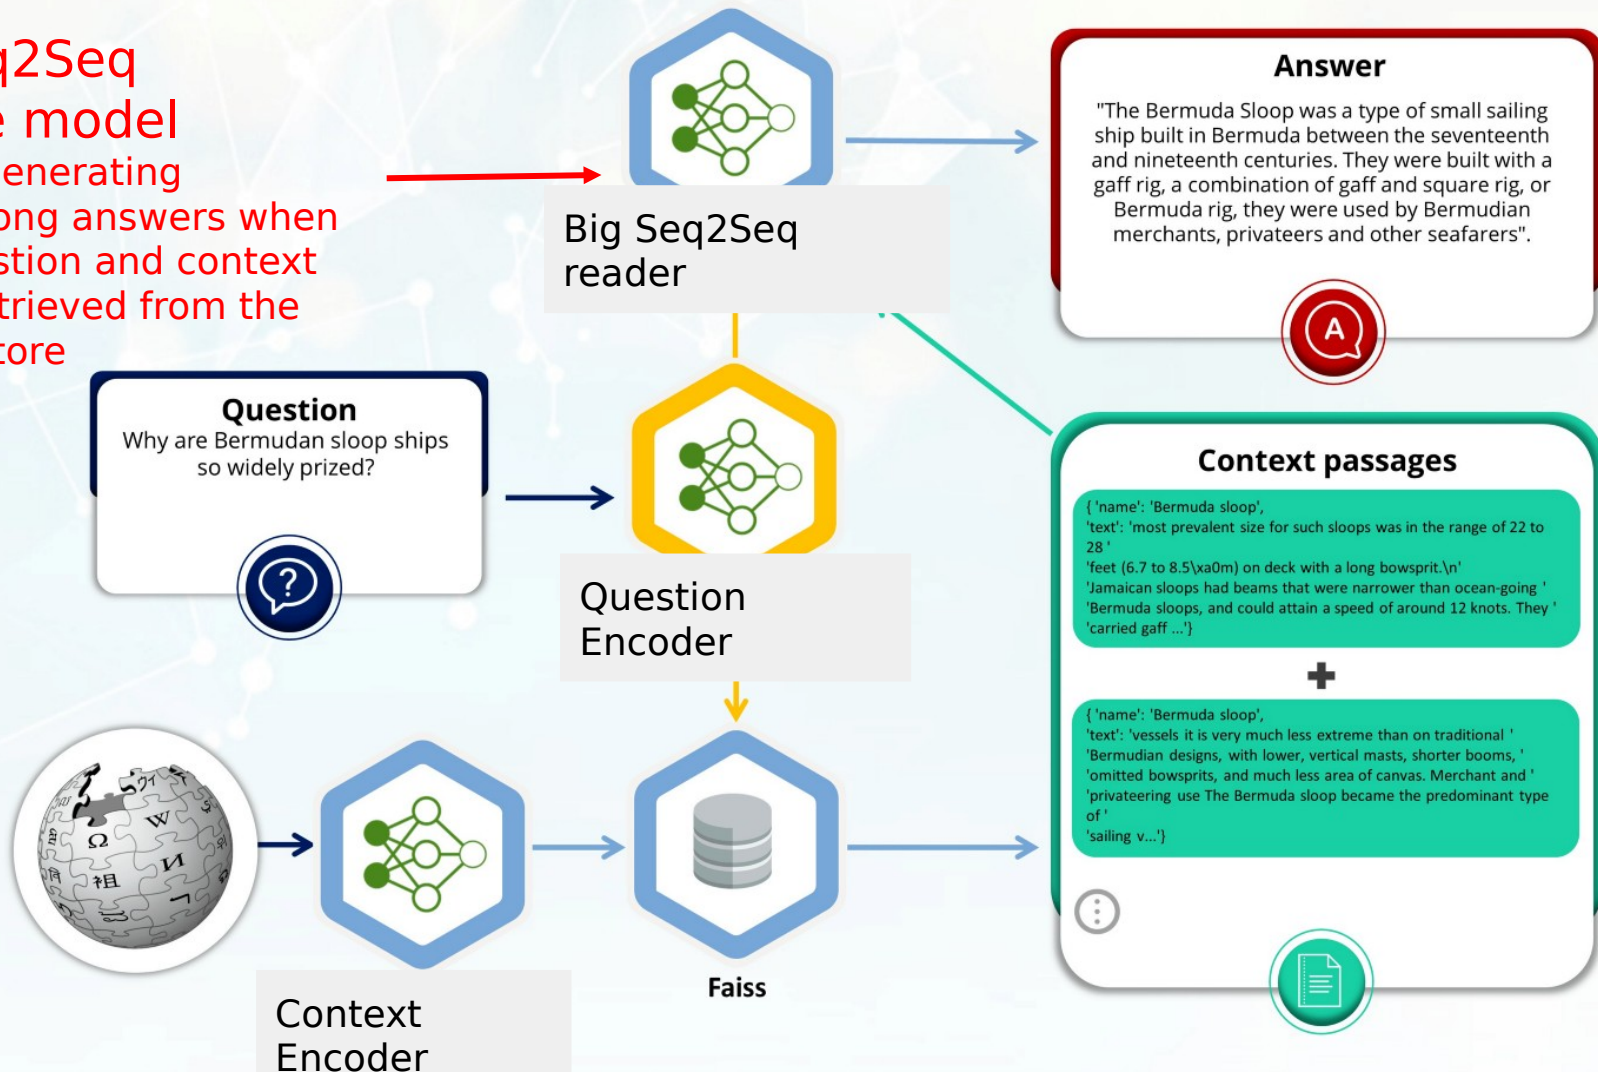 q2Seq
e model
enerating
ong answers when
stion and context
trieved from the
tore
Big Seq2Seq
reader
Answer
"The Bermuda Sloop was a type of small sailing
ship built in Bermuda between the seventeenth
and nineteenth centuries. They were built with a
gaff rig, a combination of gaff and square rig, or
Bermuda rig, they were used by Bermudian
merchants, privateers and other seafarers".
A
Question
Why are Bermudan sloop ships
so widely prized?
?
Question
Encoder
Context passages
{ 'name': 'Bermuda sloop',
'text': 'most prevalent size for such sloops was in the range of 22 to
28 '
'feet (6.7 to 8.5\xa0m) on deck with a long bowsprit.\n'
'Jamaican sloops had beams that were narrower than ocean-going '
'Bermuda sloops, and could attain a speed of around 12 knots. They '
'carried gaff ...'}
+
{ 'name': 'Bermuda sloop',
'text': 'vessels it is very much less extreme than on traditional '
'Bermudian designs, with lower, vertical masts, shorter booms, '
'omitted bowsprits, and much less area of canvas. Merchant and '
'privateering use The Bermuda sloop became the predominant type
of '
'sailing v...'}
Ω
W
И
祖
Faiss
Context
Encoder